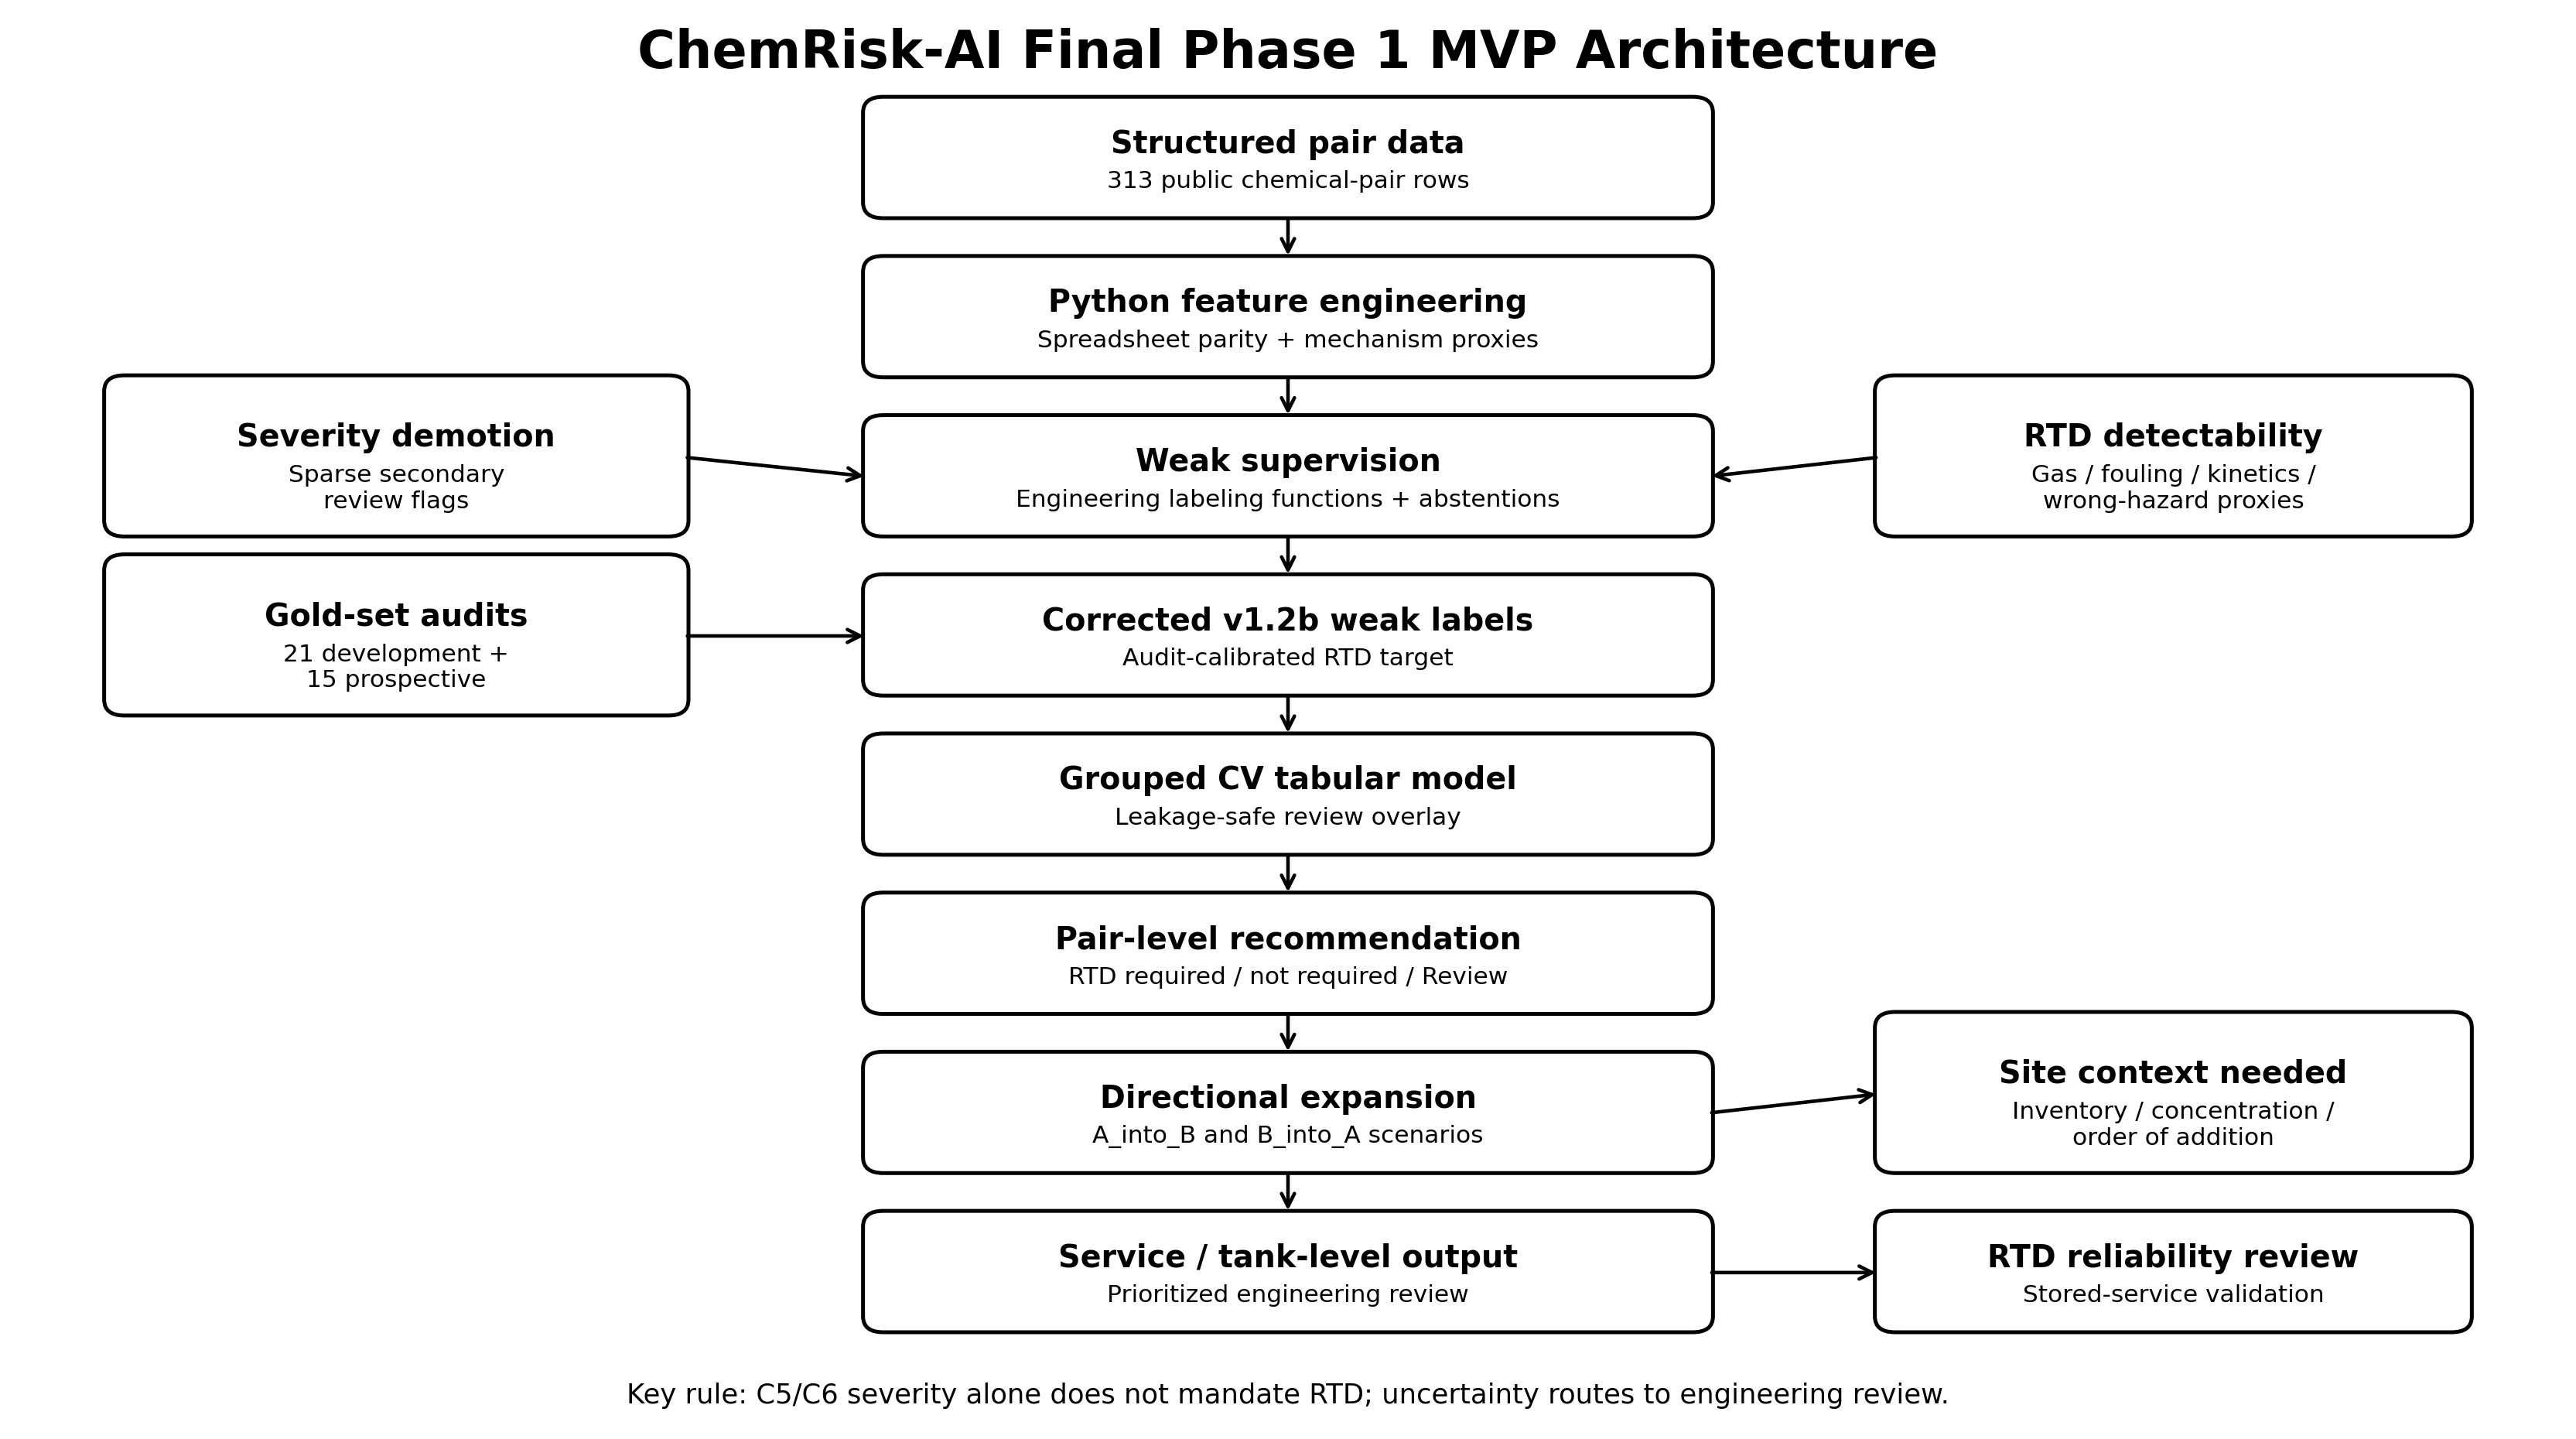 ChemRisk-AI Final Phase 1 MVP Architecture
Structured pair data
313 public chemical-pair rows
Python feature engineering
Spreadsheet parity + mechanism proxies
Severity demotion
Sparse secondary
review flags
Weak supervision
Engineering labeling functions + abstentions
RTD detectability
Gas / fouling / kinetics /
wrong-hazard proxies
Gold-set audits
21 development +
15 prospective
Corrected v1.2b weak labels
Audit-calibrated RTD target
Grouped CV tabular model
Leakage-safe review overlay
Pair-level recommendation
RTD required / not required / Review
Directional expansion
A_into_B and B_into_A scenarios
Site context needed
Inventory / concentration /
order of addition
Service / tank-level output
Prioritized engineering review
RTD reliability review
Stored-service validation
Key rule: C5/C6 severity alone does not mandate RTD; uncertainty routes to engineering review.